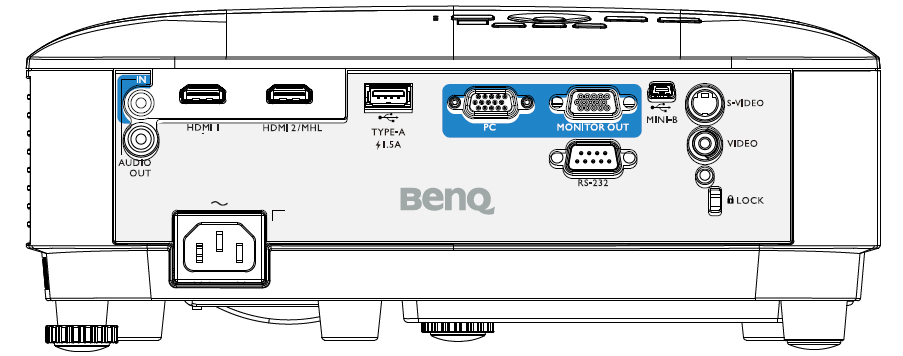 IN
HDMI 1
HDMI 2/MHL
TYPE-A
1.5A
PC
MONITOR OUT
MINI-B
S-VIDEO
VIDEO
AUDIO
OUT
RS-232
BenQ
LOCK